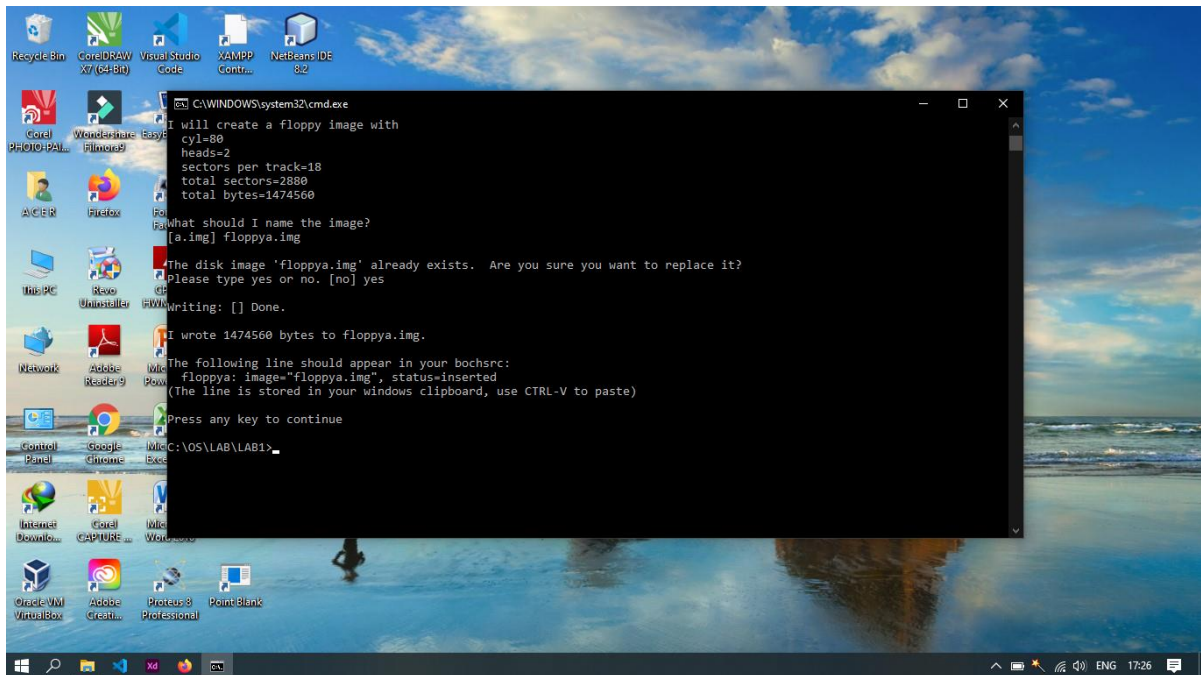 Recycle Bin
CorelDRAW X7 (64-Bit)
Visual Studio Code
XAMPP Contr...
NetBeans IDE 8.2
Corel PHOTO-PAI...
Wondershare Filmora9
ACER
Firefox
This PC
Revo Uninstaller
Network
Adobe Reader 9
Control Panel
Google Chrome
Internet Downlo...
Corel CAPTURE ...
Oracle VM VirtualBox
Adobe Creati...
Proteus 8 Professional
Point Blank
C:\WINDOWS\system32\cmd.exe
I will create a floppy image with
cyl=80
heads=2
sectors per track=18
total sectors=2880
total bytes=1474560
What should I name the image?
[a.img] floppya.img
The disk image 'floppya.img' already exists.  Are you sure you want to replace it?
Please type yes or no. [no] yes
Writing: [] Done.
I wrote 1474560 bytes to floppya.img.
The following line should appear in your bochsrc:
floppya: image="floppya.img", status=inserted
(The line is stored in your windows clipboard, use CTRL-V to paste)
Press any key to continue
C:\OS\LAB\LAB1>
Xd
ENG
17:26